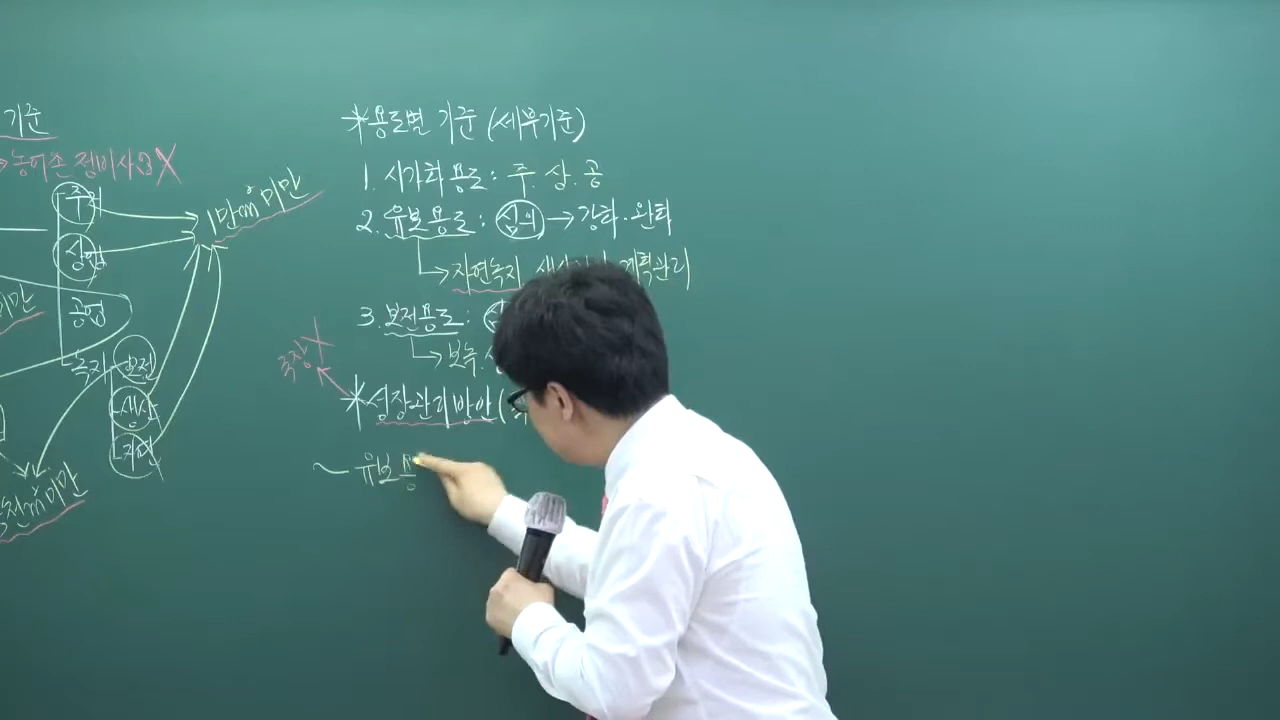 기준
→ 농어촌 정비사업 X
주거
상업
공업
녹지
보전
생산
자연
1만㎡ 미만
5천㎡ 미만
미만
* 용도별 기준 (세부기준)
1. 시가화용도 : 주. 상. 공
2. 유보용도 : 심의 → 강화·완화
→ 자연녹지 계획관리
3. 보전용도 :
→ 보녹.
* 성장관리방안 (
~ 유보용